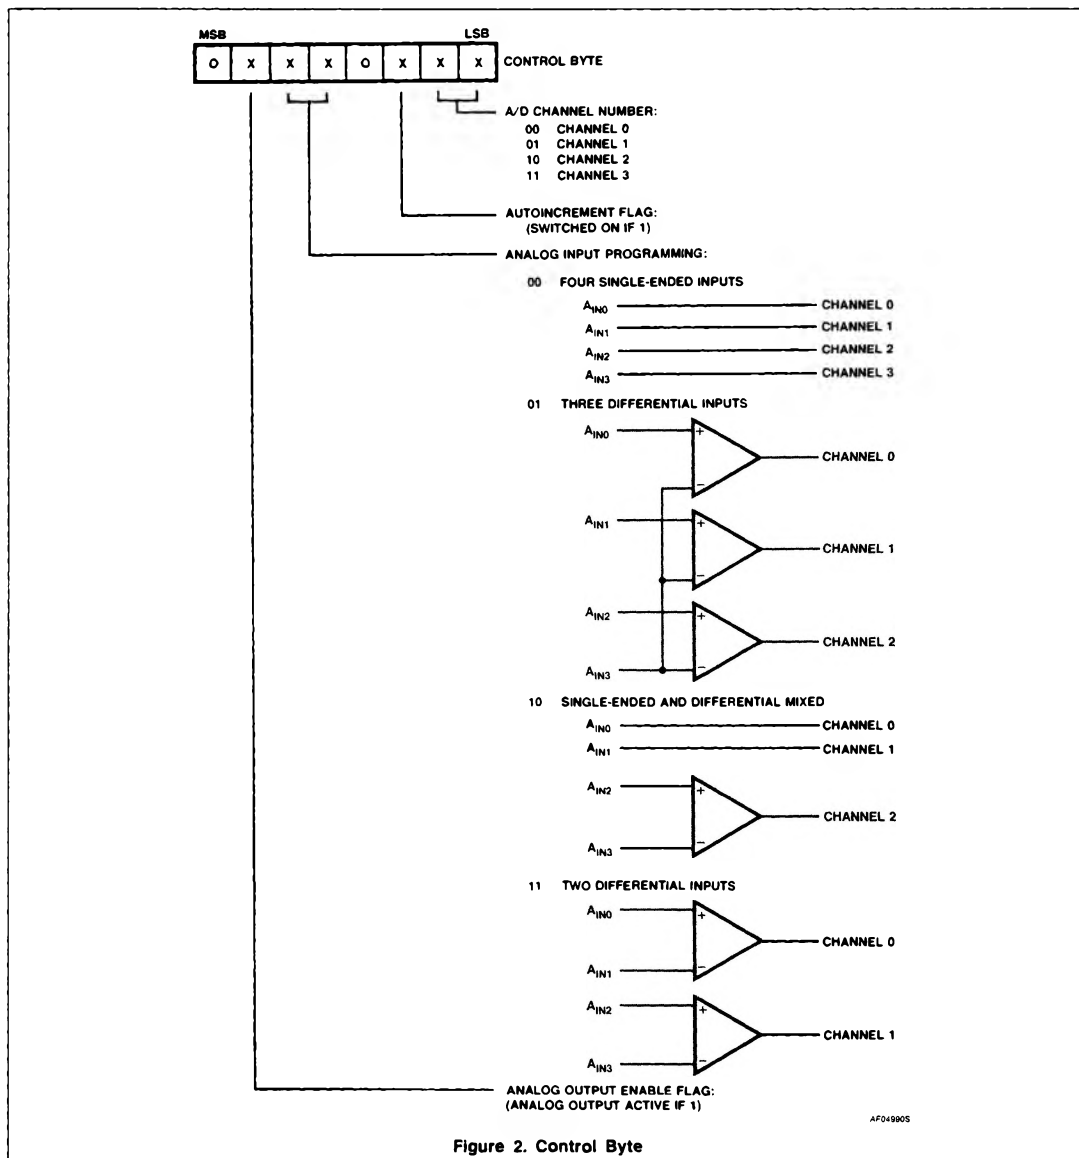 MSB LSB
O X X X O X X X CONTROL BYTE
A/D CHANNEL NUMBER:
00 CHANNEL 0
01 CHANNEL 1
10 CHANNEL 2
11 CHANNEL 3
AUTOINCREMENT FLAG:
(SWITCHED ON IF 1)
ANALOG INPUT PROGRAMMING:
00 FOUR SINGLE-ENDED INPUTS
AIN0 CHANNEL 0
AIN1 CHANNEL 1
AIN2 CHANNEL 2
AIN3 CHANNEL 3
01 THREE DIFFERENTIAL INPUTS
AIN0 + CHANNEL 0
−
AIN1 + CHANNEL 1
−
AIN2 + CHANNEL 2
AIN3 −
10 SINGLE-ENDED AND DIFFERENTIAL MIXED
AIN0 CHANNEL 0
AIN1 CHANNEL 1
AIN2 + CHANNEL 2
AIN3 −
11 TWO DIFFERENTIAL INPUTS
AIN0 + CHANNEL 0
AIN1 −
AIN2 + CHANNEL 1
AIN3 −
ANALOG OUTPUT ENABLE FLAG:
(ANALOG OUTPUT ACTIVE IF 1)
AF04990S
Figure 2. Control Byte